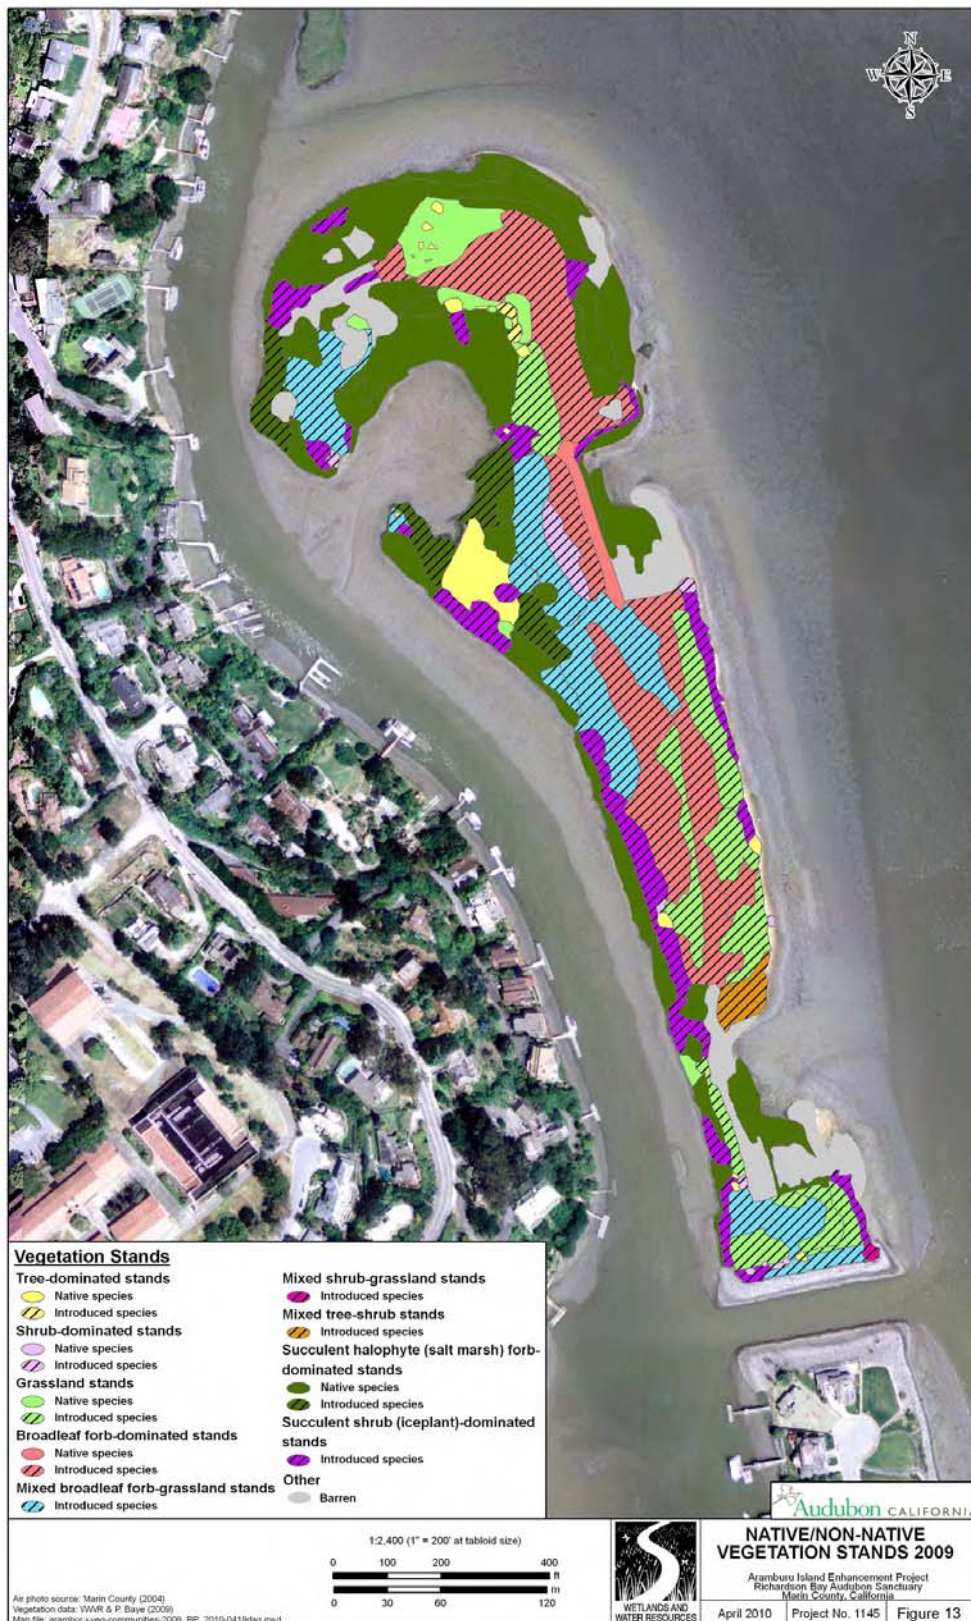 N
W E
S
Vegetation Stands
Tree-dominated stands
Native species
Introduced species
Shrub-dominated stands
Native species
Introduced species
Grassland stands
Native species
Introduced species
Broadleaf forb-dominated stands
Native species
Introduced species
Mixed broadleaf forb-grassland stands
Introduced species
Mixed shrub-grassland stands
Introduced species
Mixed tree-shrub stands
Introduced species
Succulent halophyte (salt marsh) forb-
dominated stands
Native species
Introduced species
Succulent shrub (iceplant)-dominated
stands
Introduced species
Other
Barren
Audubon CALIFORNIA
1:2,400 (1" = 200' at tabloid size)
0 100 200 400
ft
m
0 30 60 120
Air photo source: Marin County (2004)
Vegetation data: WWR & P. Baye (2009)
WETLANDS AND
WATER RESOURCES
NATIVE/NON-NATIVE
VEGETATION STANDS 2009
Aramburu Island Enhancement Project
Richardson Bay Audubon Sanctuary
Marin County, California
April 2010 Project No. 1145 Figure 13